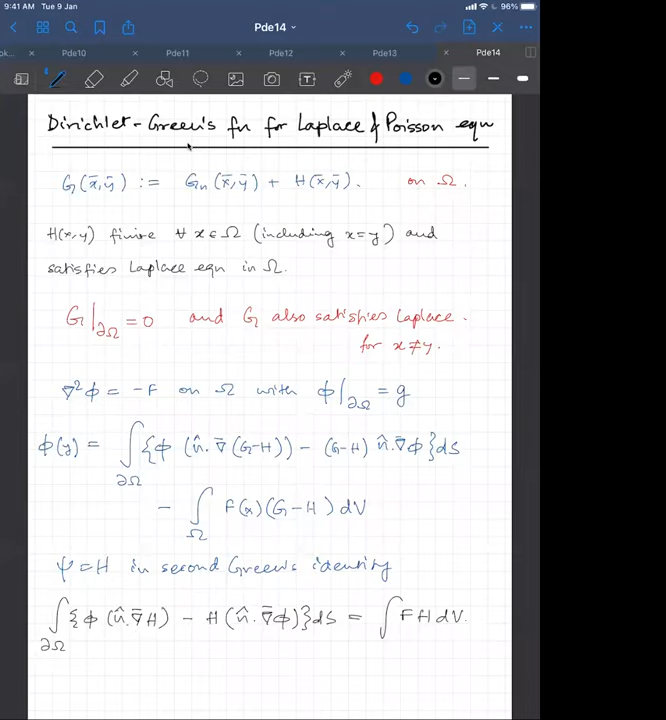 9:41 AM Tue 9 Jan
96%
Pde14
Pde10
Pde11
Pde12
Pde13
Pde14
Dirichlet-Green's fn for Laplace & Poisson eqn
G(x̄,ȳ) := Gₙ(x̄,ȳ) + H(x̄,ȳ). on Ω.
H(x,y) finite ∀ x∈Ω (including x=y) and
satisfies Laplace eqn in Ω.
G|∂Ω = 0 and G also satisfies Laplace.
for x≠y.
∇²ϕ = -F on Ω with ϕ|∂Ω = g
ϕ(y) = ∫∂Ω {ϕ (n̂.∇̄(G-H)) - (G-H) n̂.∇̄ϕ}dS
- ∫Ω F(x)(G-H) dV
ψ=H in second Green's identity
∫∂Ω {ϕ (n̂.∇̄H) - H(n̂.∇̄ϕ)}dS = ∫ FH dV.